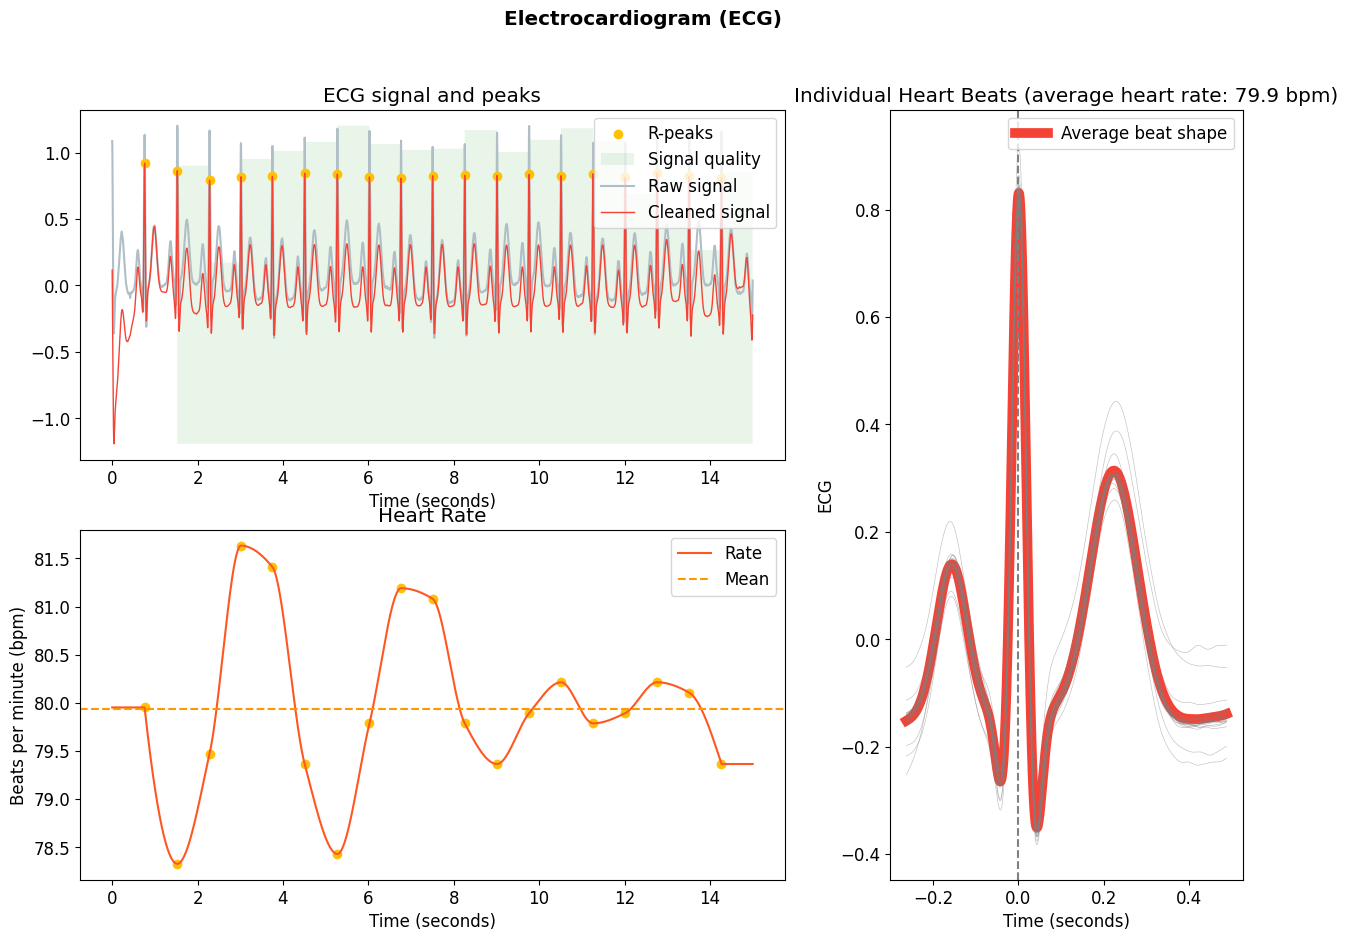 Electrocardiogram (ECG)
ECG signal and peaks
R-peaks
Signal quality
Raw signal
Cleaned signal
1.0
0.5
0.0
−0.5
−1.0
0 2 4 6 8 10 12 14
Time (seconds)
Heart Rate
Rate
Mean
Beats per minute (bpm)
81.5
81.0
80.5
80.0
79.5
79.0
78.5
0 2 4 6 8 10 12 14
Time (seconds)
Individual Heart Beats (average heart rate: 79.9 bpm)
Average beat shape
ECG
0.8
0.6
0.4
0.2
0.0
−0.2
−0.4
−0.2 0.0 0.2 0.4
Time (seconds)